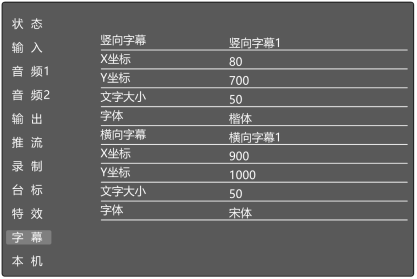 状 态
输 入
音 频1
音 频2
输 出
推 流
录 制
台 标
特 效
字 幕
本 机
竖向字幕 竖向字幕1
X坐标 80
Y坐标 700
文字大小 50
字体 楷体
横向字幕 横向字幕1
X坐标 900
Y坐标 1000
文字大小 50
字体 宋体